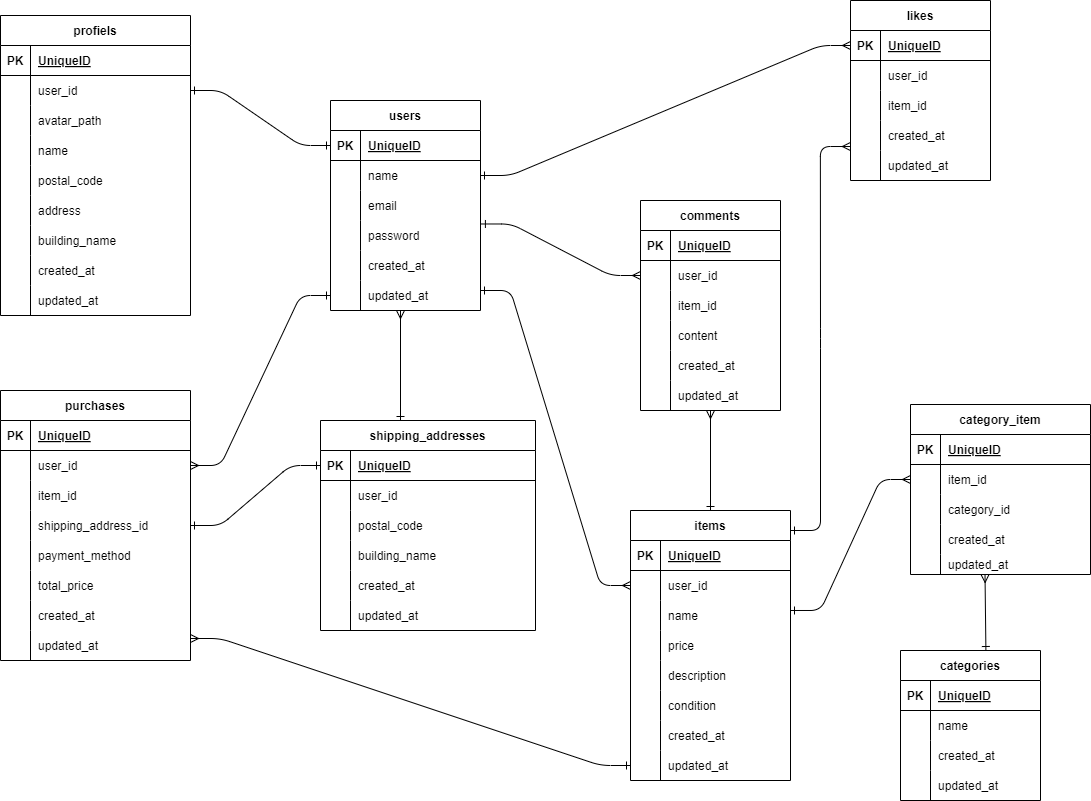 profiels
PK UniqueID
user_id
avatar_path
name
postal_code
address
building_name
created_at
updated_at
users
PK UniqueID
name
email
password
created_at
updated_at
likes
PK UniqueID
user_id
item_id
created_at
updated_at
comments
PK UniqueID
user_id
item_id
content
created_at
updated_at
purchases
PK UniqueID
user_id
item_id
shipping_address_id
payment_method
total_price
created_at
updated_at
shipping_addresses
PK UniqueID
user_id
postal_code
building_name
created_at
updated_at
items
PK UniqueID
user_id
name
price
description
condition
created_at
updated_at
category_item
PK UniqueID
item_id
category_id
created_at
updated_at
categories
PK UniqueID
name
created_at
updated_at